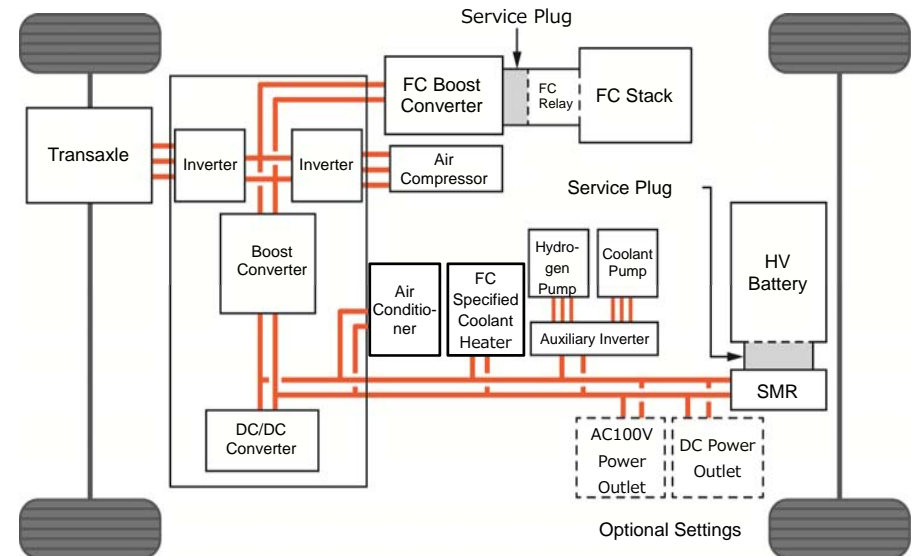 Service Plug
FC Boost
Converter
FC
Relay
FC Stack
Transaxle
Inverter
Inverter
Air
Compressor
Service Plug
Boost
Converter
Air
Conditio-
ner
FC
Specified
Coolant
Heater
Hydro-
gen
Pump
Coolant
Pump
Auxiliary Inverter
HV
Battery
SMR
DC/DC
Converter
AC100V
Power
Outlet
DC Power
Outlet
Optional Settings